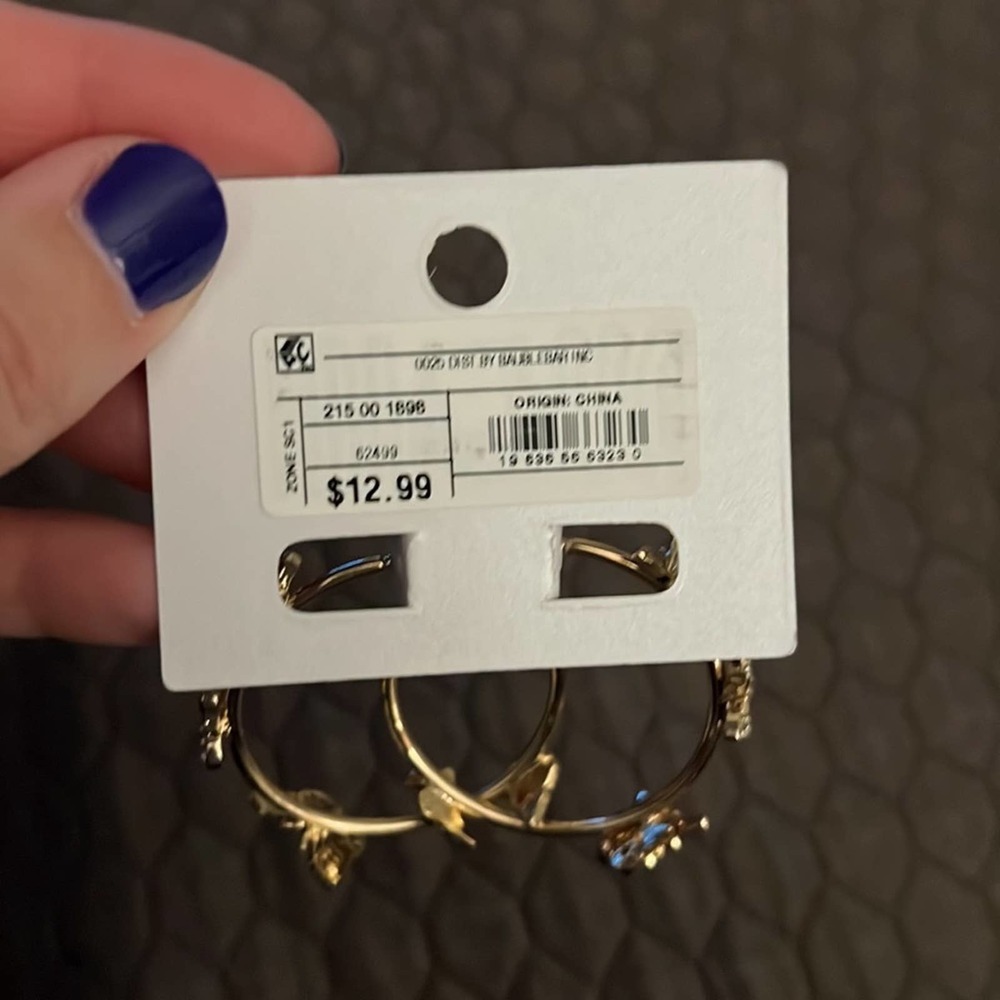 0025 DIST BY BAUBLEBAR INC
ZONE SC1
215 00 1898
62499
$12.99
ORIGIN: CHINA
19 636 66 6323 0